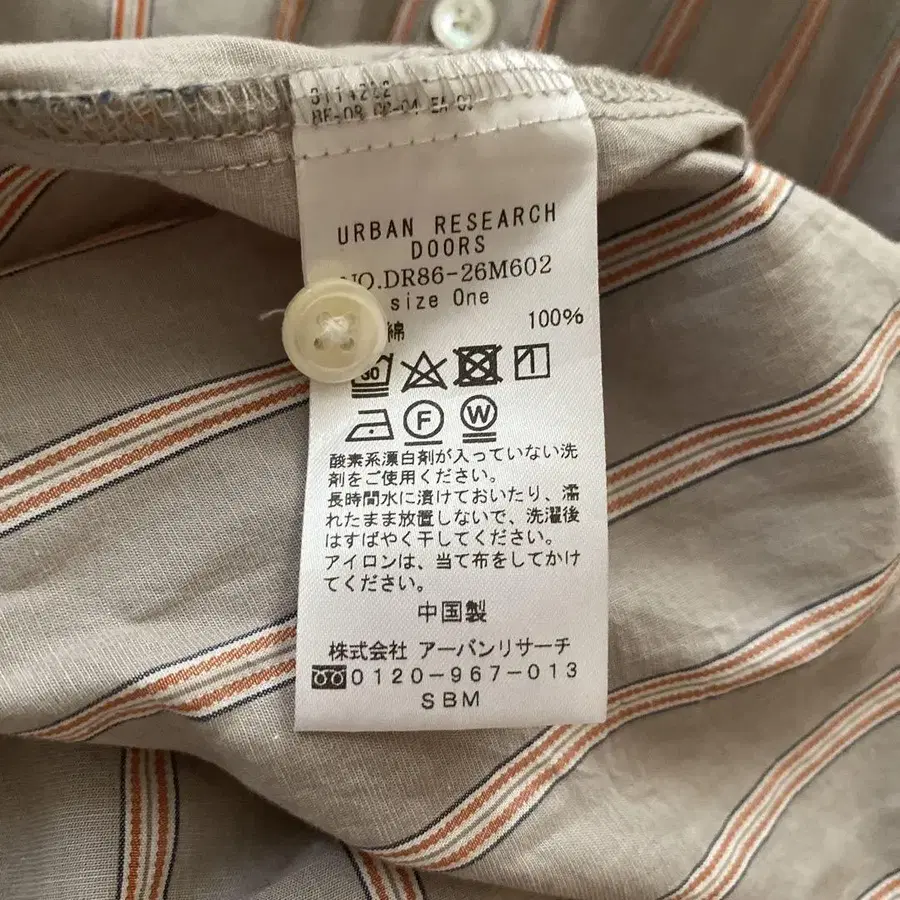 URBAN RESEARCH
DOORS
NO.DR86-26M602
size One
綿 100%
30
1
F W
酸素系漂白剤が入っていない洗
剤をご使用ください。
長時間水に漬けておいたり、濡
れたまま放置しないで、洗濯後
はすばやく干してください。
アイロンは、当て布をしてかけ
てください。
中国製
株式会社 アーバンリサーチ
0120-967-013
SBM